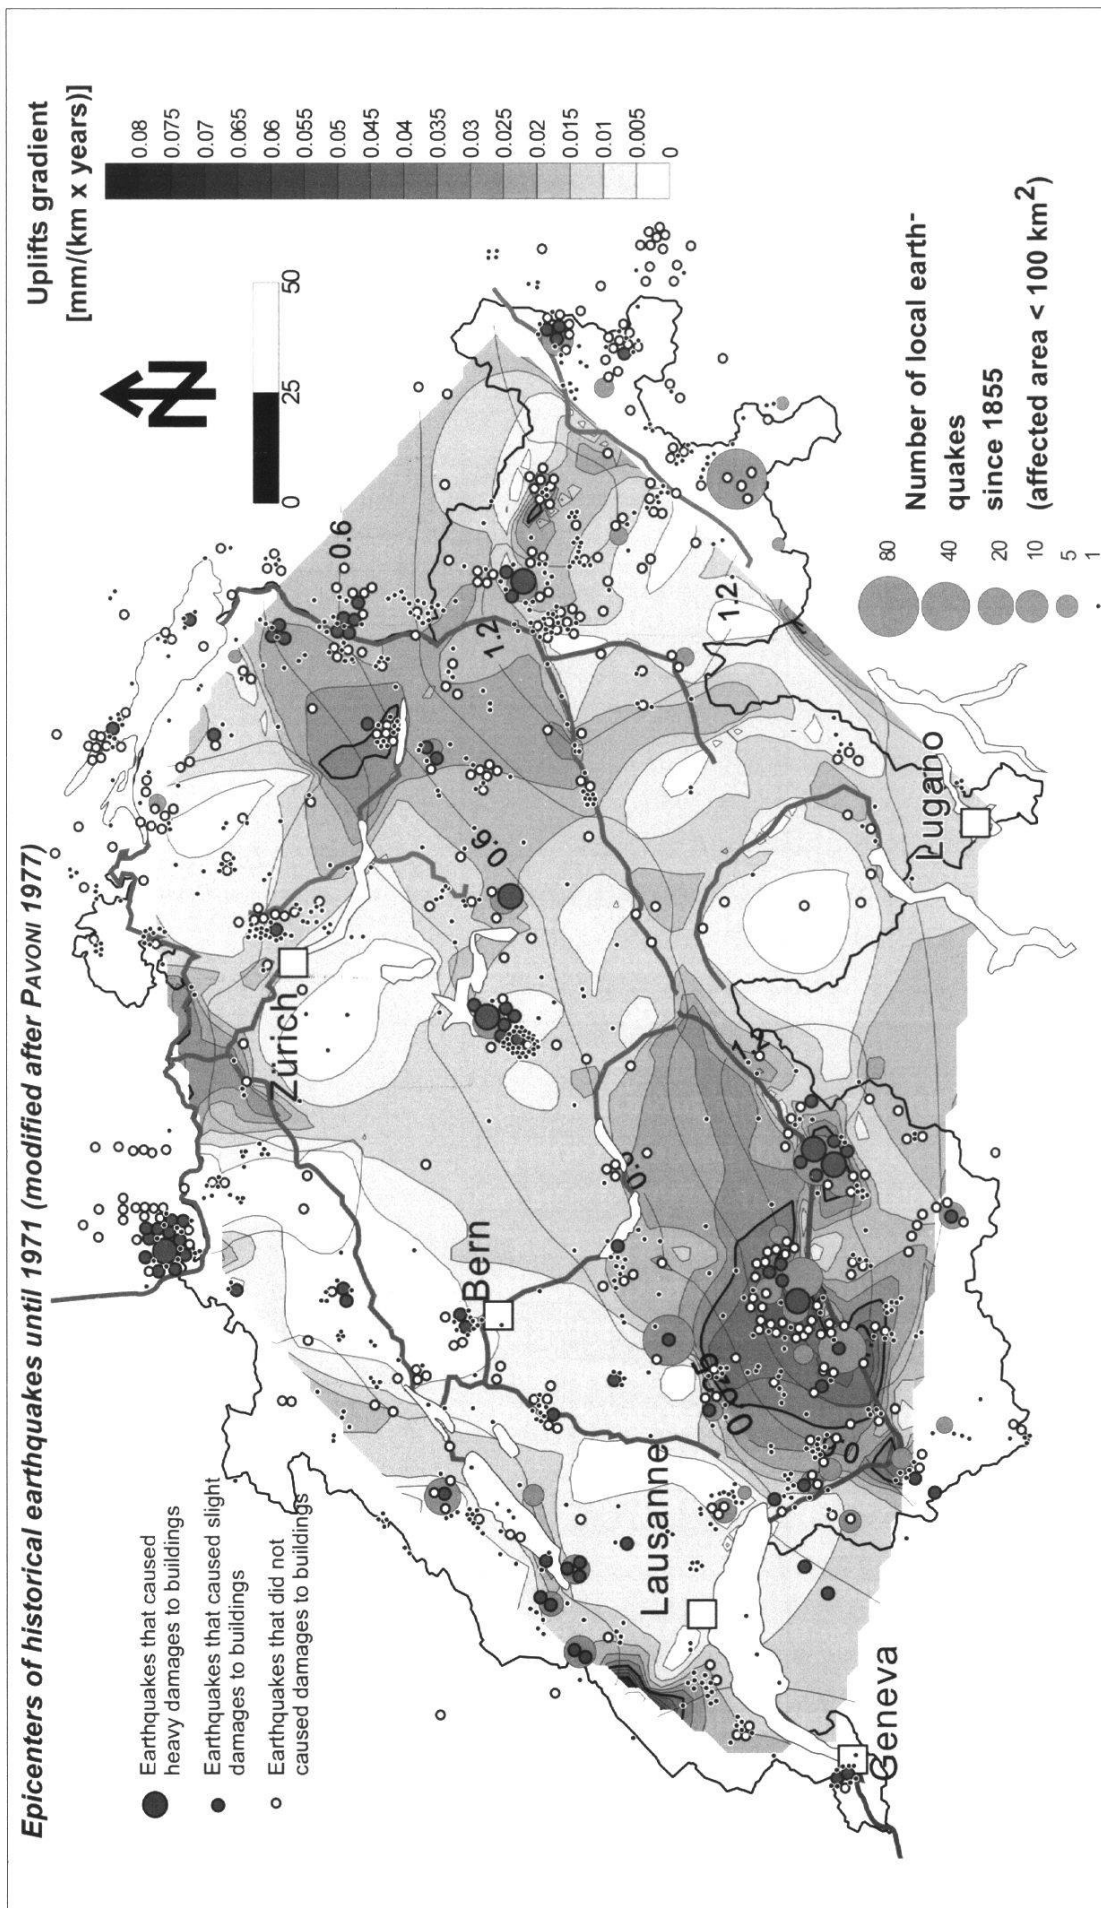 Epicenters of historical earthquakes until 1971 (modified after PAVONI 1977)
Earthquakes that caused
heavy damages to buildings
Earthquakes that caused slight
damages to buildings
Earthquakes that did not
caused damages to buildings
N
0
25
50
Uplifts gradient
[mm/(km x years)]
0.08
0.075
0.07
0.065
0.06
0.055
0.05
0.045
0.04
0.035
0.03
0.025
0.02
0.015
0.01
0.005
0
Zürich
Bern
Lausanne
Geneva
Lugano
0.6
1.2
0.6
1.2
1.2
Number of local earth-
quakes
since 1855
(affected area < 100 km²)
80
40
20
10
5
1